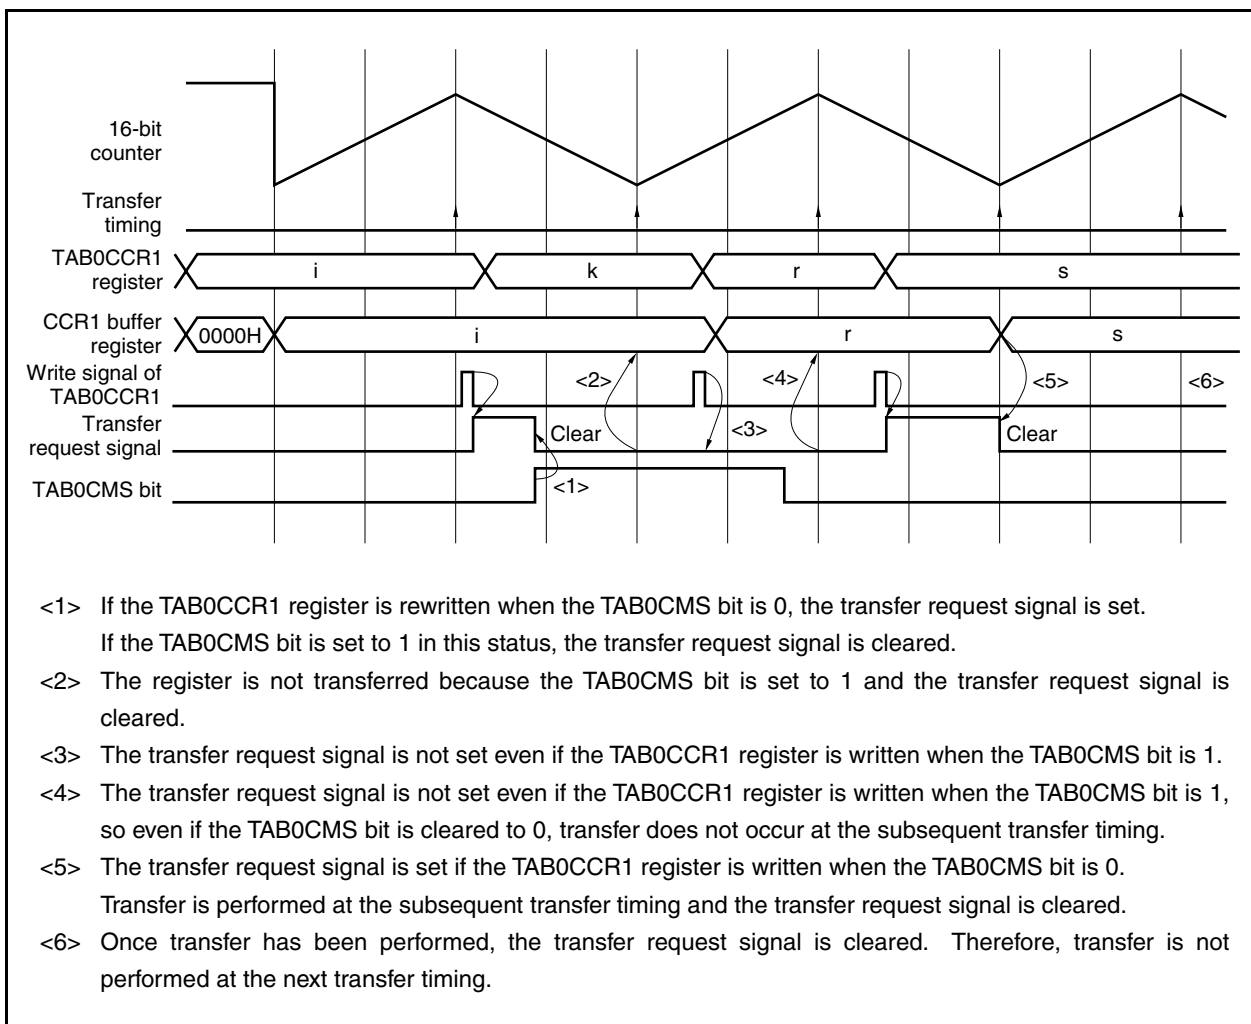 16-bit
counter
Transfer
timing
TAB0CCR1
register
i k r s
CCR1 buffer
register
0000H i r s
Write signal of
TAB0CCR1
<2> <4> <5> <6>
Transfer
request signal
Clear <3> Clear
TAB0CMS bit
<1>
<1> If the TAB0CCR1 register is rewritten when the TAB0CMS bit is 0, the transfer request signal is set.
If the TAB0CMS bit is set to 1 in this status, the transfer request signal is cleared.
<2> The register is not transferred because the TAB0CMS bit is set to 1 and the transfer request signal is
cleared.
<3> The transfer request signal is not set even if the TAB0CCR1 register is written when the TAB0CMS bit is 1.
<4> The transfer request signal is not set even if the TAB0CCR1 register is written when the TAB0CMS bit is 1,
so even if the TAB0CMS bit is cleared to 0, transfer does not occur at the subsequent transfer timing.
<5> The transfer request signal is set if the TAB0CCR1 register is written when the TAB0CMS bit is 0.
Transfer is performed at the subsequent transfer timing and the transfer request signal is cleared.
<6> Once transfer has been performed, the transfer request signal is cleared. Therefore, transfer is not
performed at the next transfer timing.